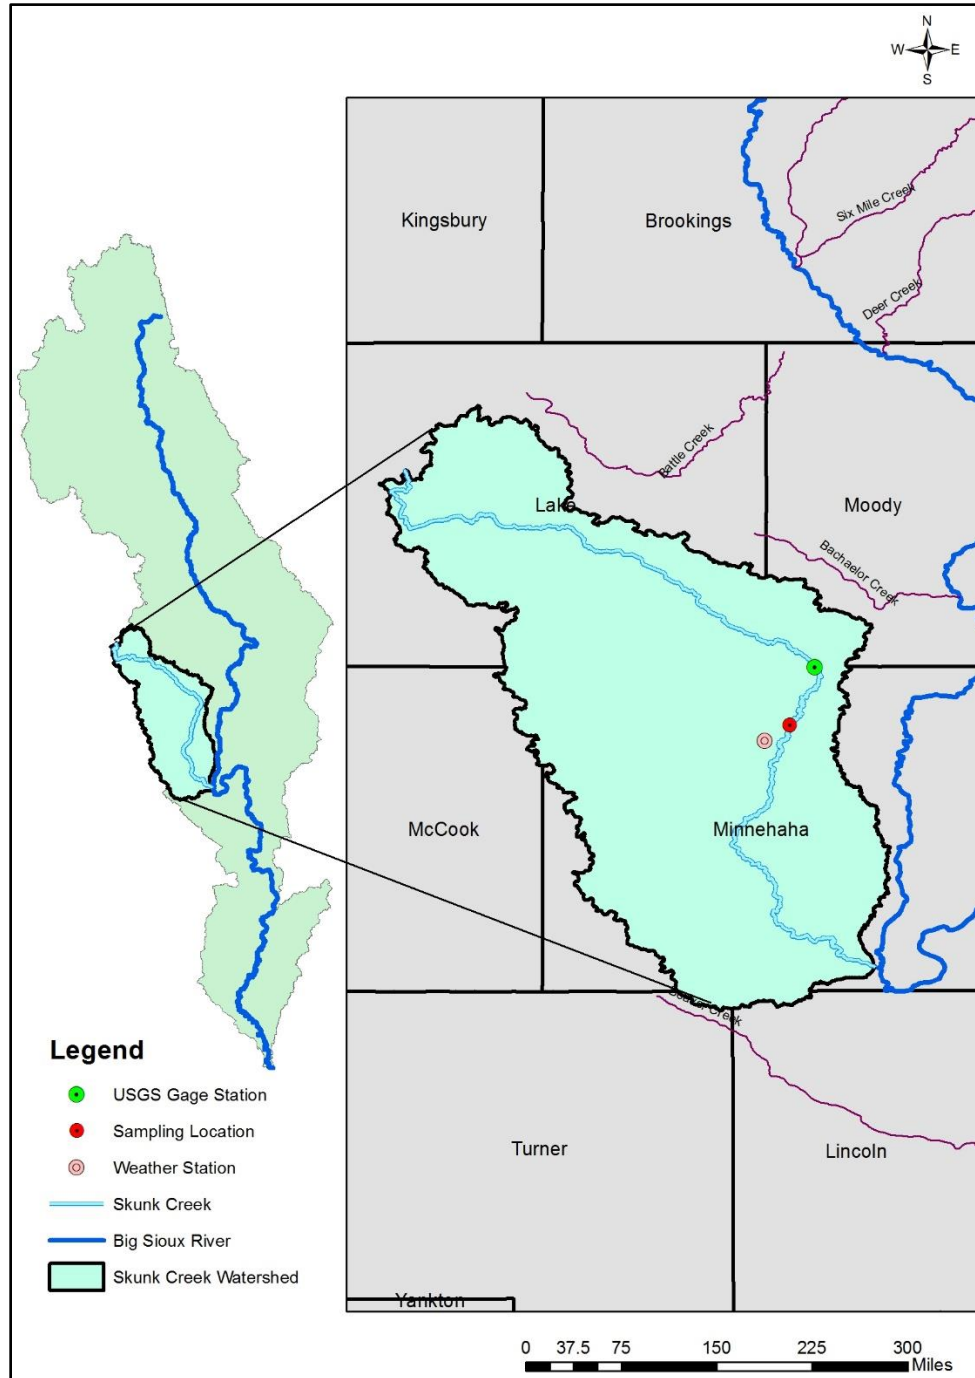 N
W E
S
Kingsbury
Brookings
Six Mile Creek
Deer Creek
Battle Creek
Lake
Moody
Bachaelor Creek
McCook
Minnehaha
Creek
Turner
Lincoln
Yankton
Legend
USGS Gage Station
Sampling Location
Weather Station
Skunk Creek
Big Sioux River
Skunk Creek Watershed
0 37.5 75 150 225 300
Miles